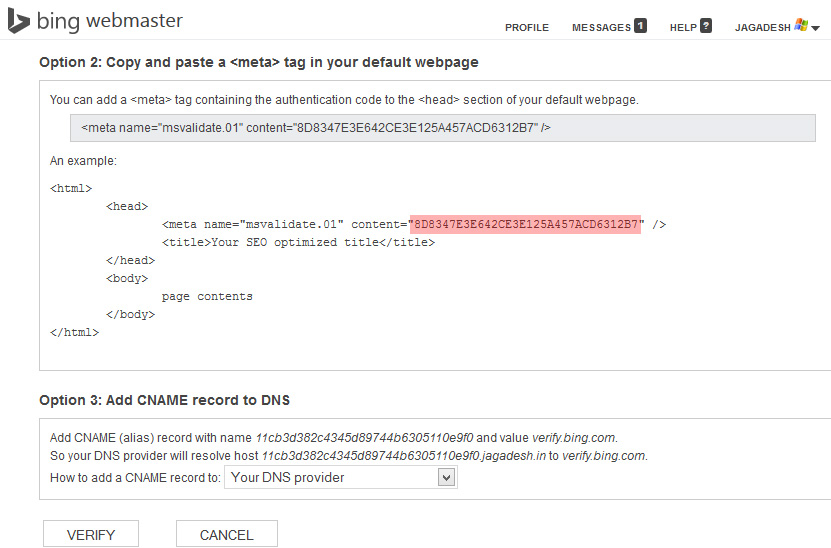 bing webmaster
PROFILE MESSAGES 1 HELP ? JAGADESH
Option 2: Copy and paste a <meta> tag in your default webpage
You can add a <meta> tag containing the authentication code to the <head> section of your default webpage.
<meta name="msvalidate.01" content="8D8347E3E642CE3E125A457ACD6312B7" />
An example:
<html>
<head>
<meta name="msvalidate.01" content="8D8347E3E642CE3E125A457ACD6312B7" />
<title>Your SEO optimized title</title>
</head>
<body>
page contents
</body>
</html>
Option 3: Add CNAME record to DNS
Add CNAME (alias) record with name 11cb3d382c4345d89744b6305110e9f0 and value verify.bing.com.
So your DNS provider will resolve host 11cb3d382c4345d89744b6305110e9f0.jagadesh.in to verify.bing.com.
How to add a CNAME record to: Your DNS provider
VERIFY CANCEL